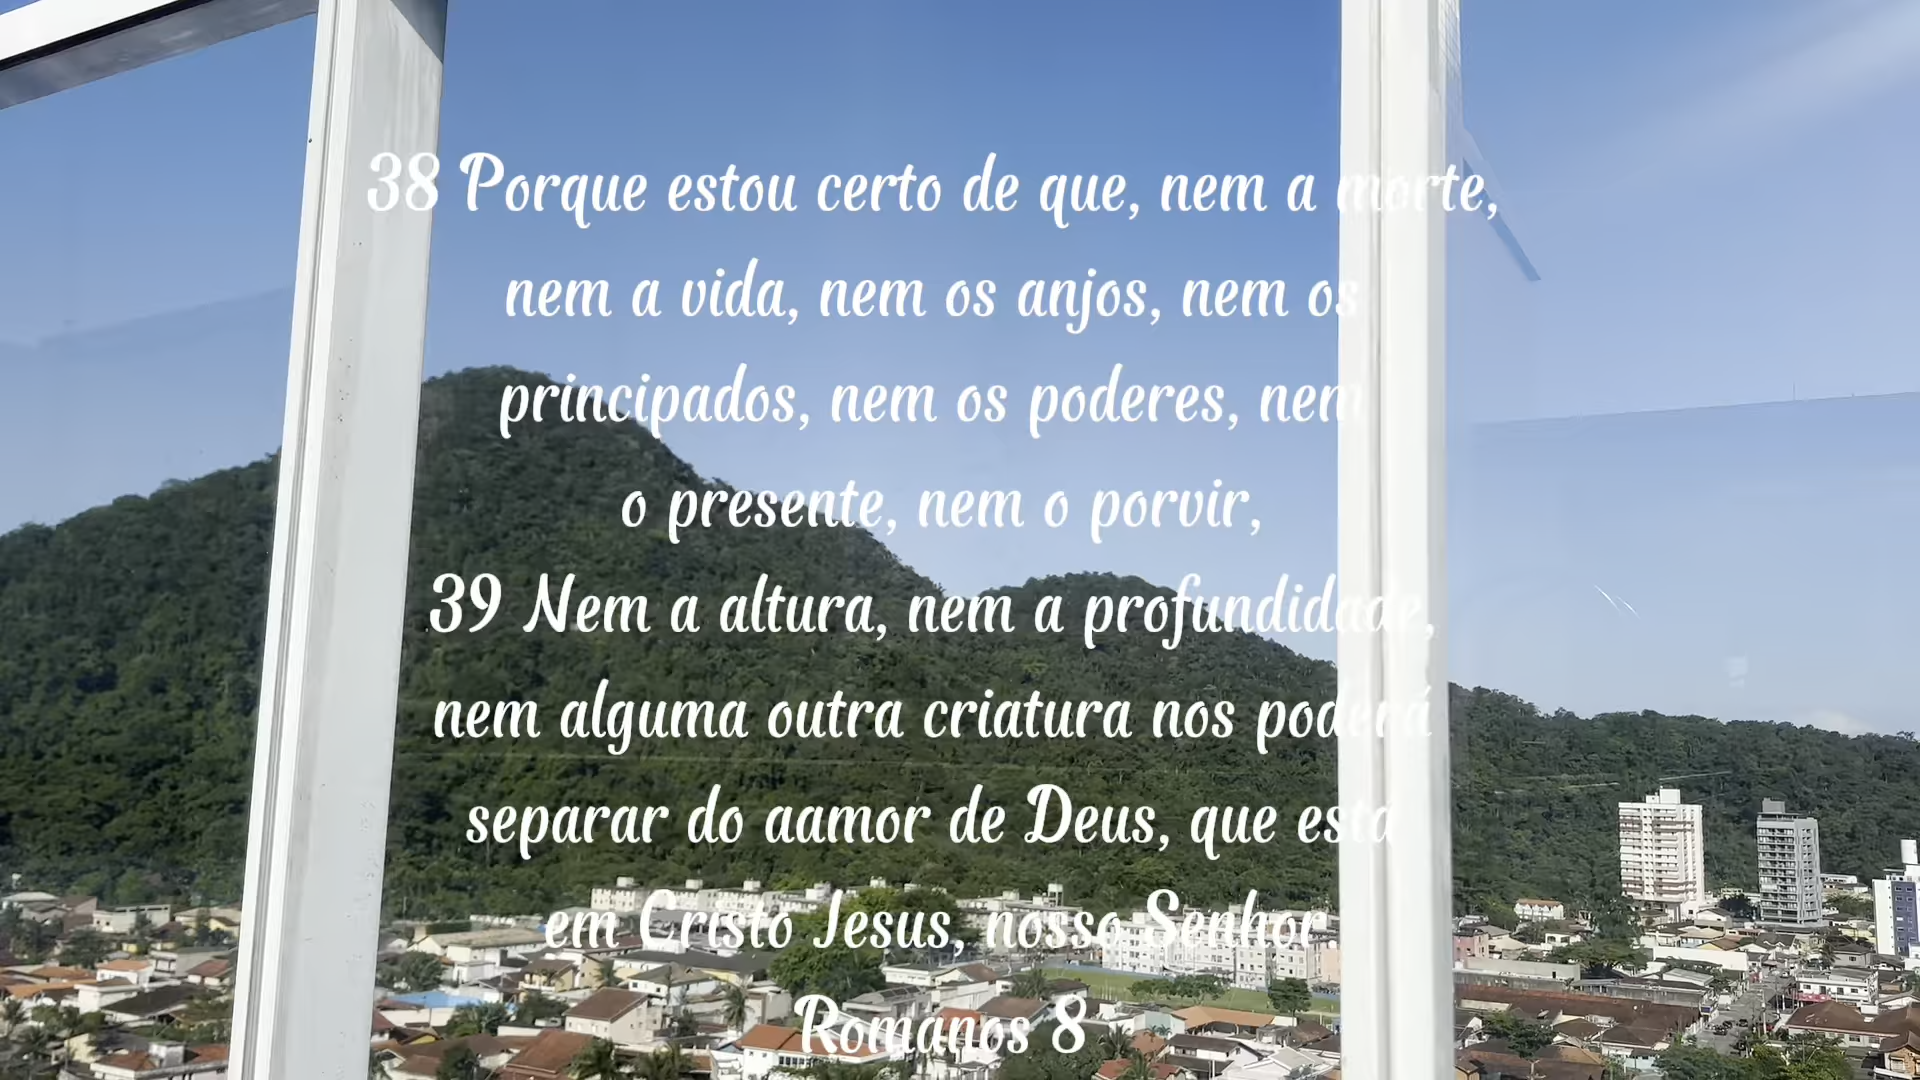 38 Porque estou certo de que, nem a morte,
nem a vida, nem os anjos, nem os
principados, nem os poderes, nem
o presente, nem o porvir,
39 Nem a altura, nem a profundidade,
nem alguma outra criatura nos poderá
separar do aamor de Deus, que esta
em Cristo Jesus, nosso Senhor.
Romanos 8